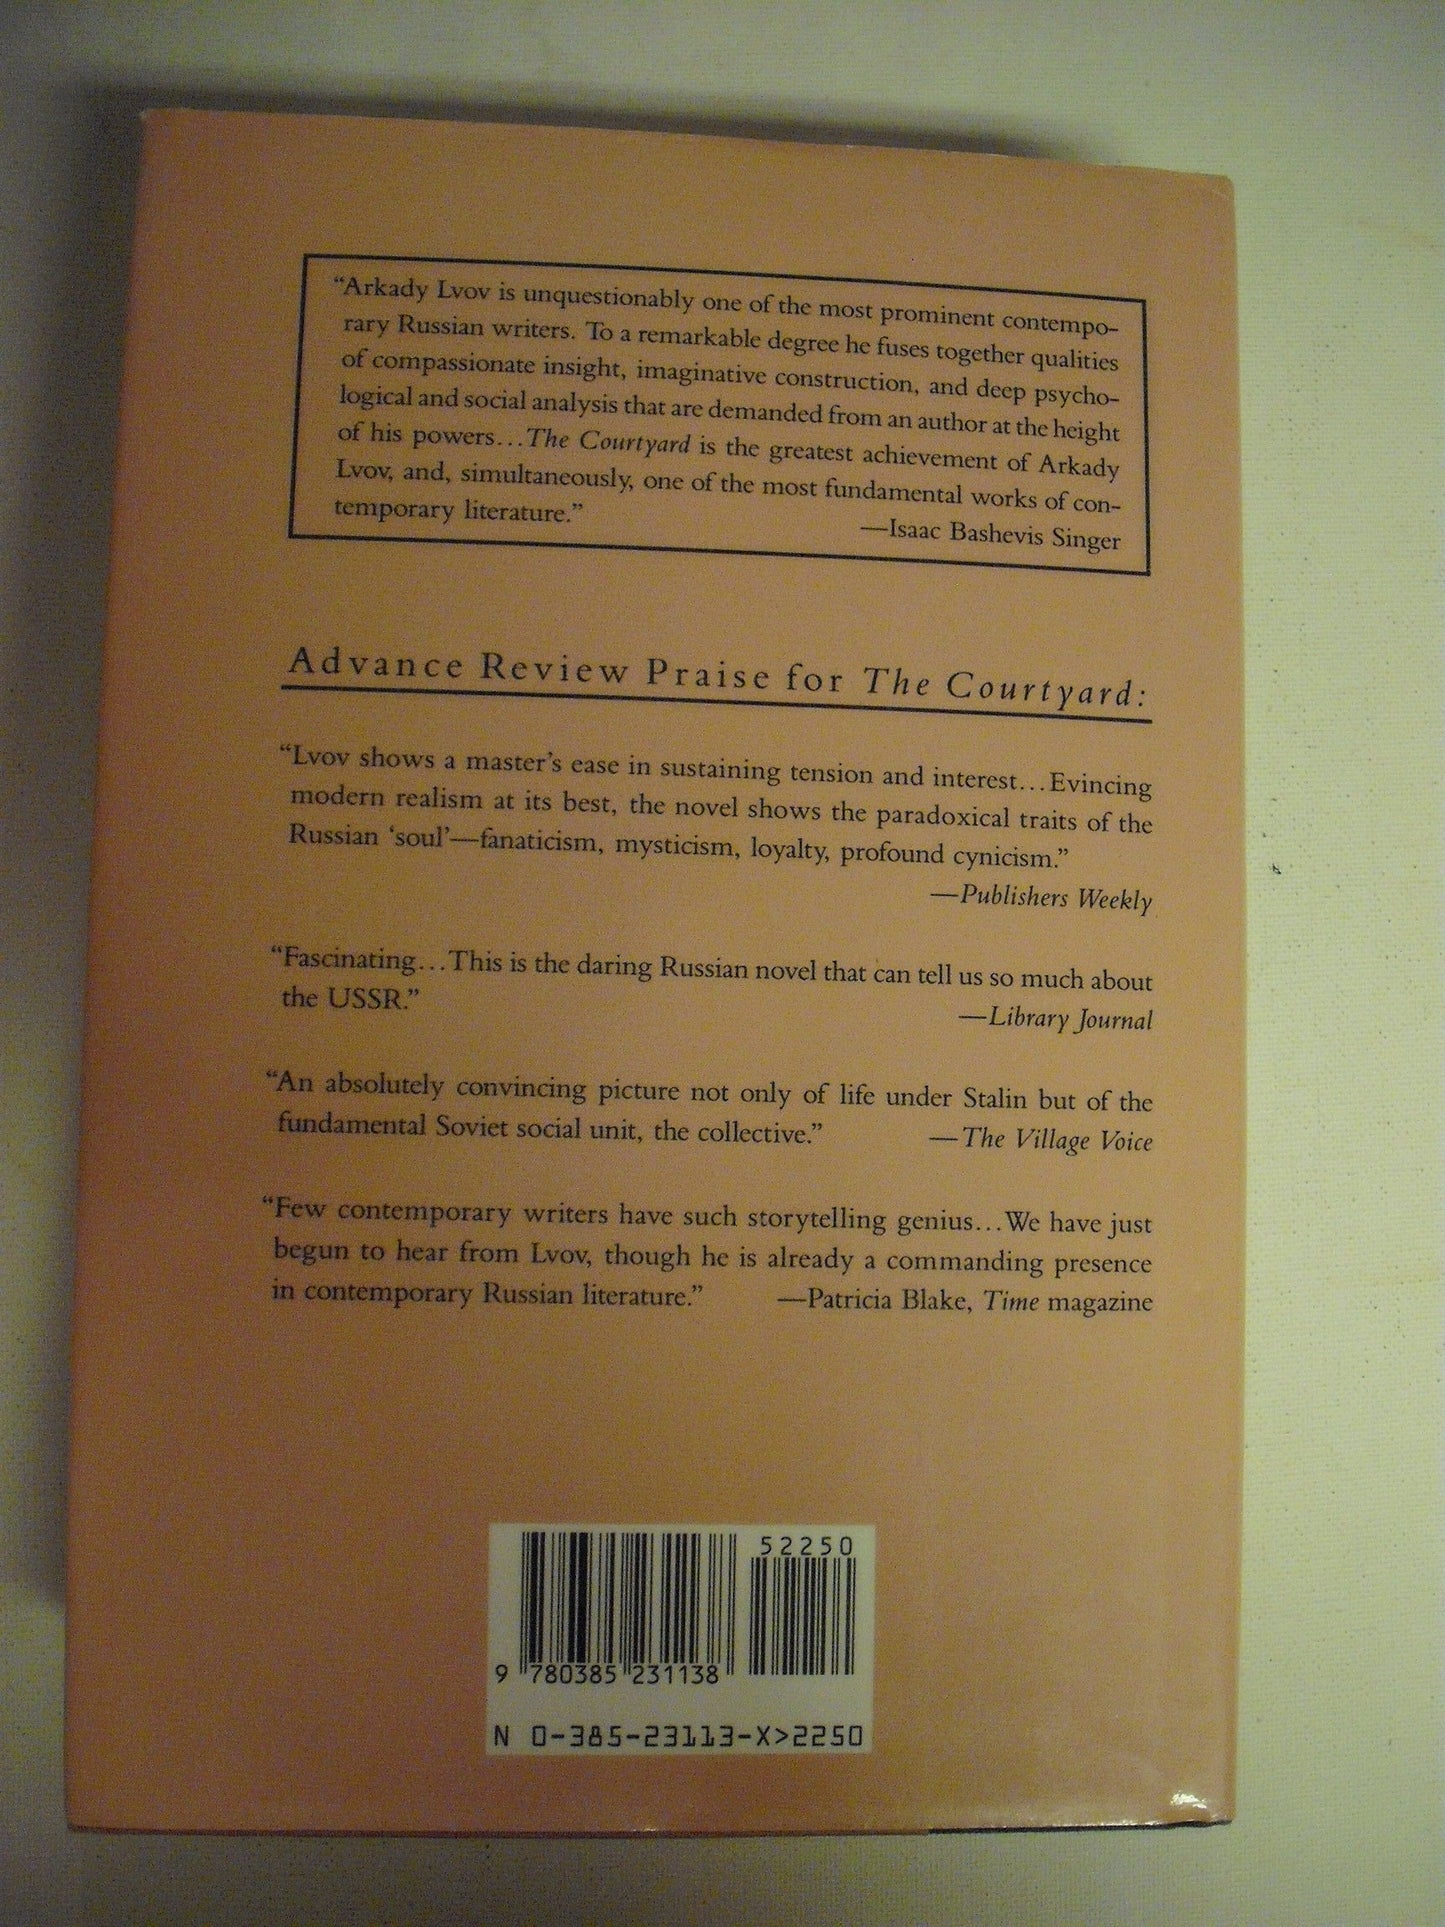 “Arkady Lvov is unquestionably one of the most prominent contempo-
rary Russian writers. To a remarkable degree he fuses together qualities
of compassionate insight, imaginative construction, and deep psycho-
logical and social analysis that are demanded from an author at the height
of his powers...The Courtyard is the greatest achievement of Arkady
Lvov, and, simultaneously, one of the most fundamental works of con-
temporary literature.”
—Isaac Bashevis Singer
Advance Review Praise for The Courtyard:
“Lvov shows a master’s ease in sustaining tension and interest...Evincing
modern realism at its best, the novel shows the paradoxical traits of the
Russian ‘soul’—fanaticism, mysticism, loyalty, profound cynicism.”
—Publishers Weekly
“Fascinating...This is the daring Russian novel that can tell us so much about
the USSR.”
—Library Journal
“An absolutely convincing picture not only of life under Stalin but of the
fundamental Soviet social unit, the collective.” —The Village Voice
“Few contemporary writers have such storytelling genius...We have just
begun to hear from Lvov, though he is already a commanding presence
in contemporary Russian literature.” —Patricia Blake, Time magazine
52250
9 780385 231138
N 0-385-23113-X>2250